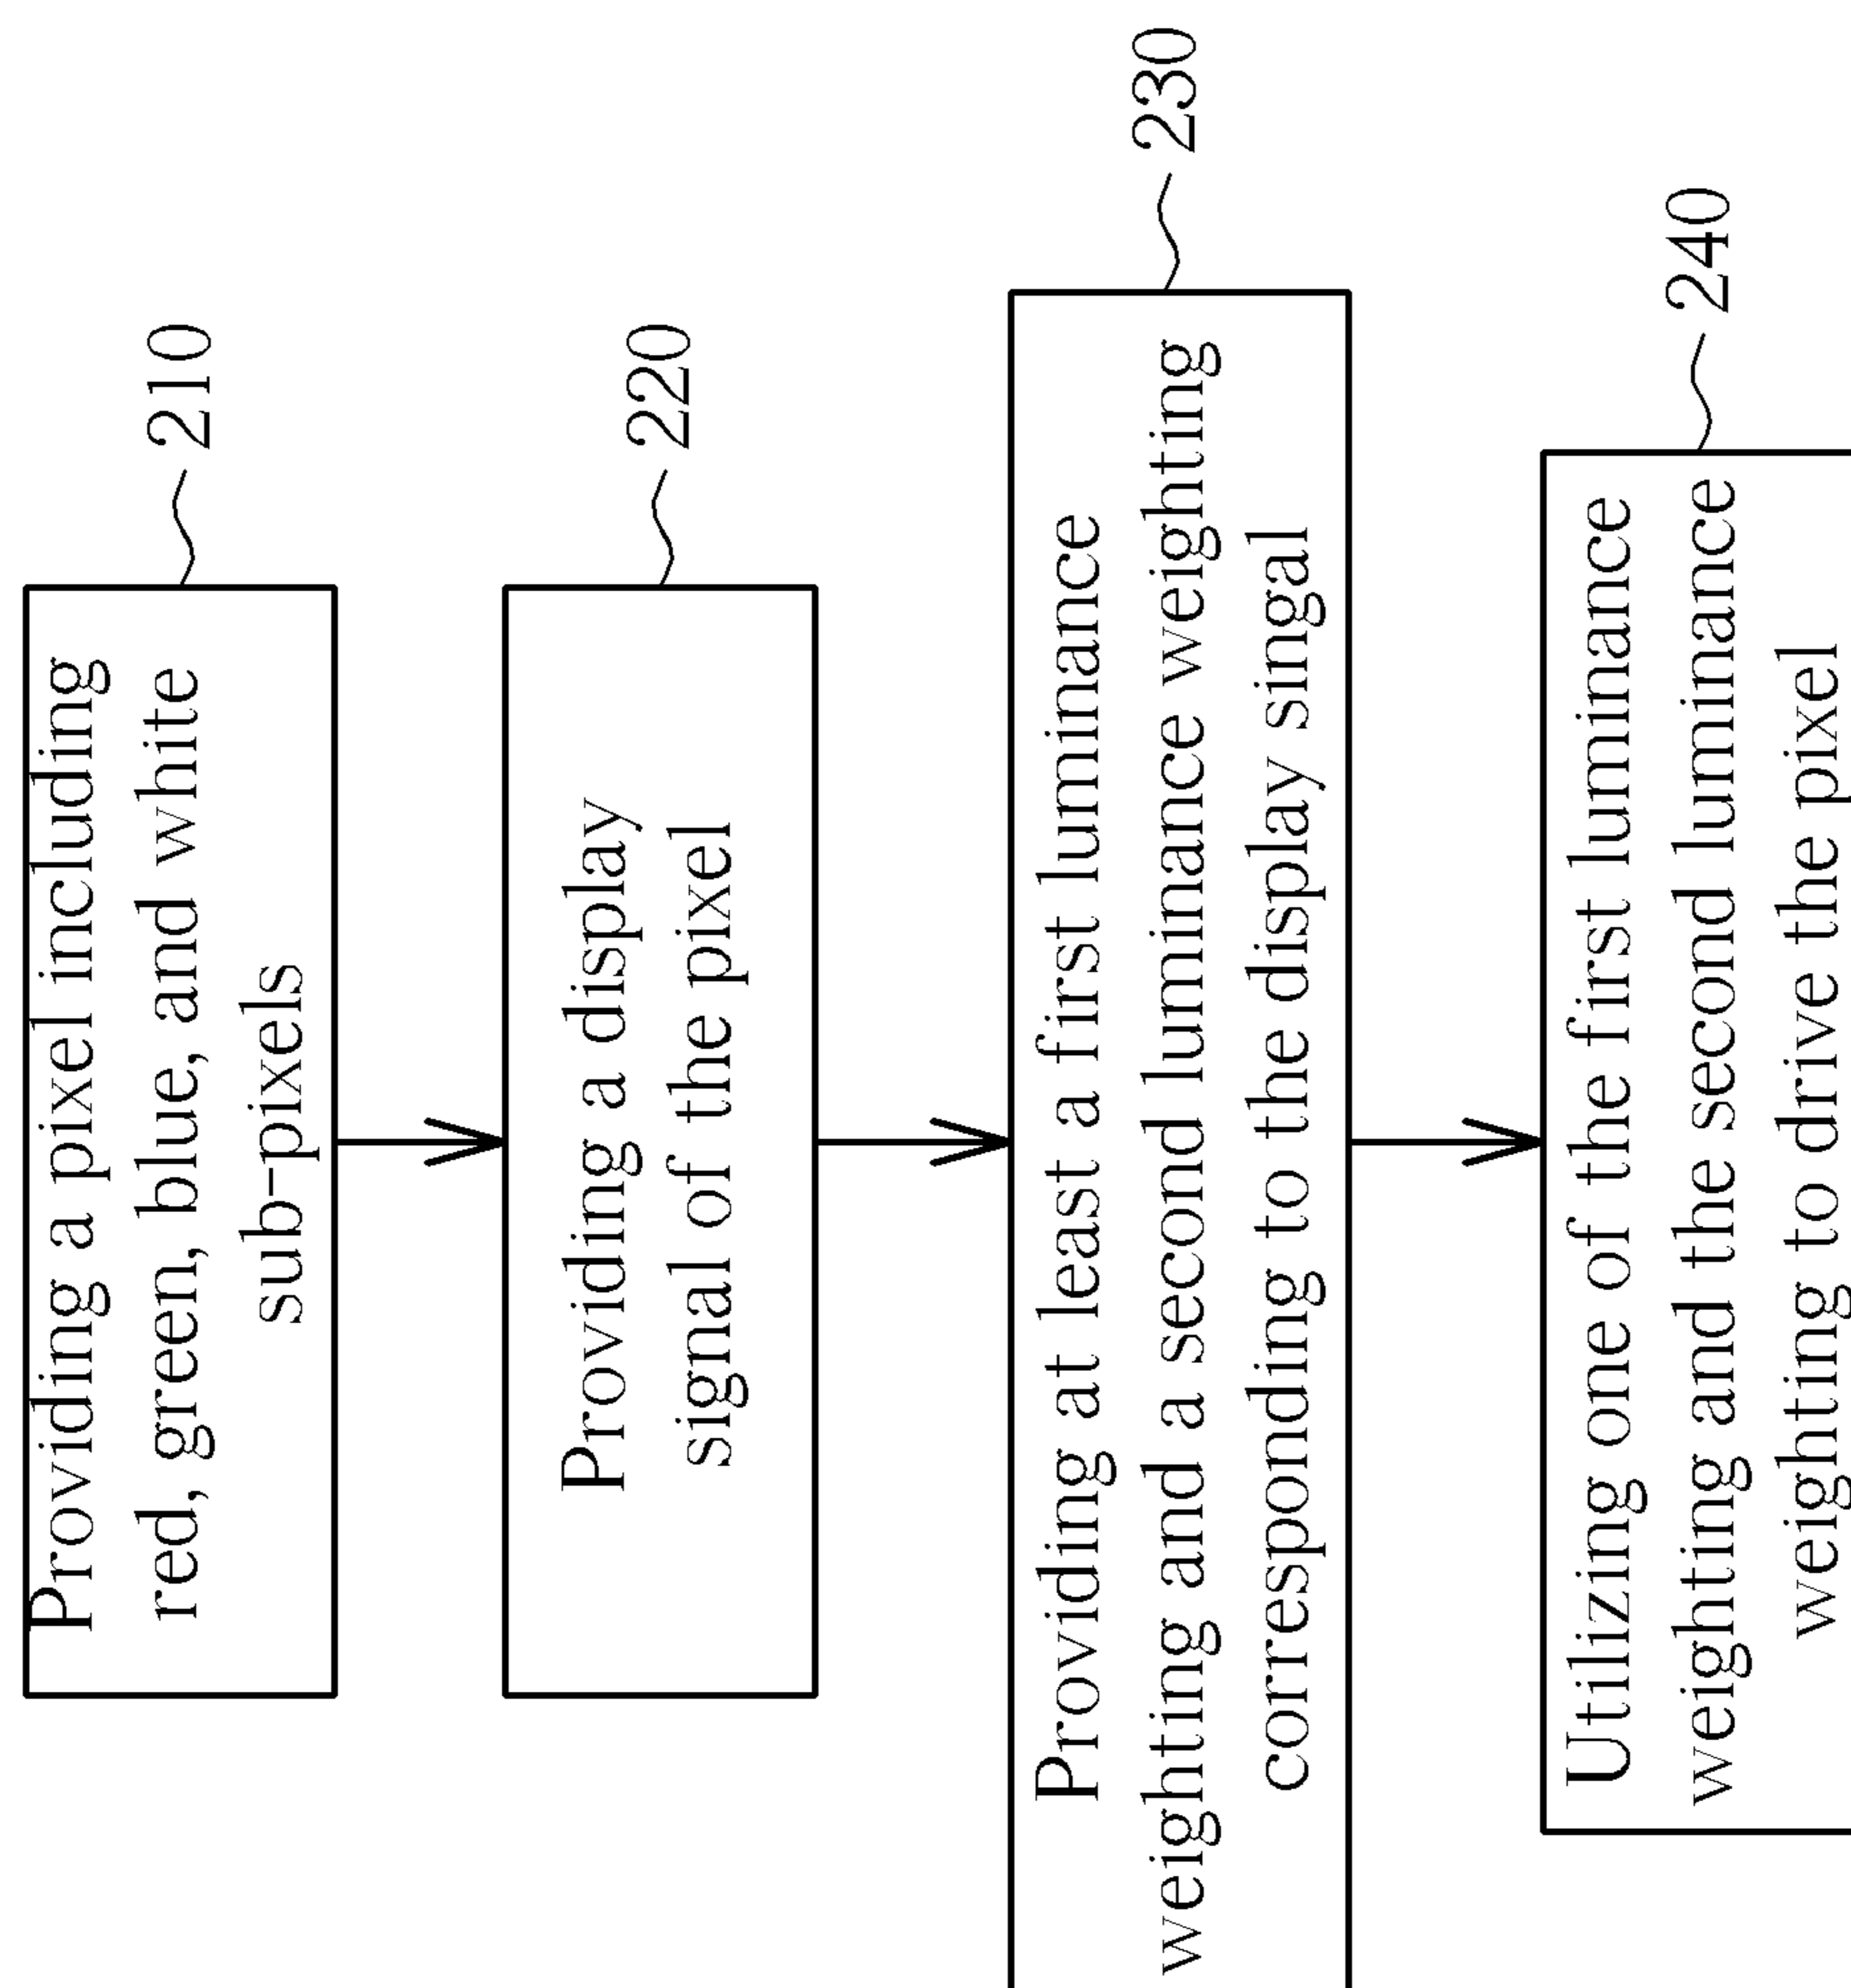 Providing a pixel including
red, green, blue, and white
sub-pixels
210
Providing a display
signal of the pixel
220
Providing at least a first luminance
weighting and a second luminance weighting
corresponding to the display singal
230
Utilizing one of the first luminance
weighting and the second luminance
weighting to drive the pixel
240